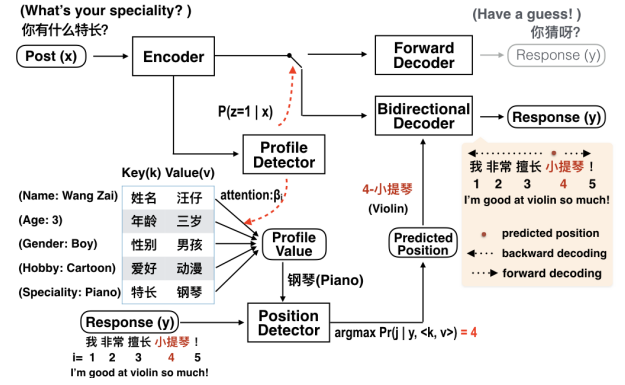 (What's your speciality? )
你有什么特长?
Post (x)
Encoder
(Have a guess! )
你猜呀?
Forward
Decoder
Response (y)
P(z=1 | x)
Bidirectional
Decoder
Response (y)
Profile
Detector
Key(k) Value(v)
attention:βi
(Name: Wang Zai) 姓名 汪仔
(Age: 3) 年龄 三岁
(Gender: Boy) 性别 男孩
(Hobby: Cartoon) 爱好 动漫
(Speciality: Piano) 特长 钢琴
Profile
Value
钢琴(Piano)
4-小提琴
(Violin)
Predicted
Position
我 非常 擅长 小提琴 !
1 2 3 4 5
I'm good at violin so much!
predicted position
backward decoding
forward decoding
Response (y)
Position
Detector
argmax Pr(j | y, <k, v>) = 4
我 非常 擅长 小提琴 !
i= 1 2 3 4 5
I'm good at violin so much!